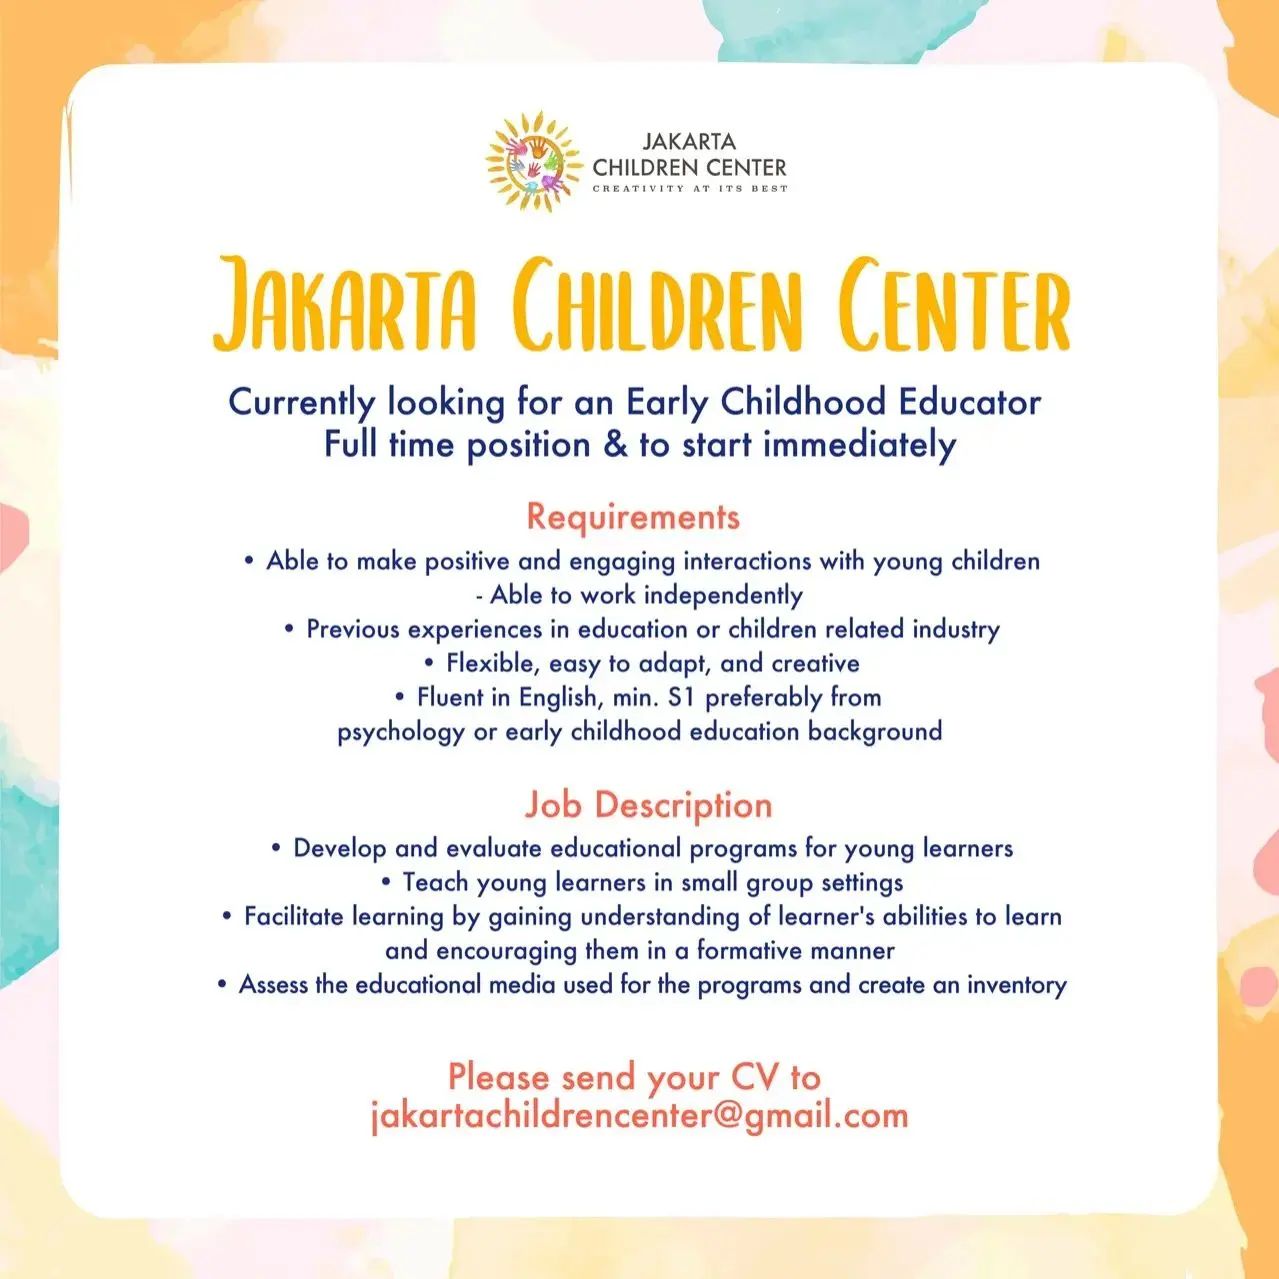 JAKARTA
CHILDREN CENTER
CREATIVITY AT ITS BEST
JAKARTA CHILDREN CENTER
Currently looking for an Early Childhood Educator
Full time position & to start immediately
Requirements
• Able to make positive and engaging interactions with young children
- Able to work independently
• Previous experiences in education or children related industry
• Flexible, easy to adapt, and creative
• Fluent in English, min. S1 preferably from
psychology or early childhood education background
Job Description
• Develop and evaluate educational programs for young learners
• Teach young learners in small group settings
• Facilitate learning by gaining understanding of learner's abilities to learn
and encouraging them in a formative manner
• Assess the educational media used for the programs and create an inventory
Please send your CV to
jakartachildrencenter@gmail.com